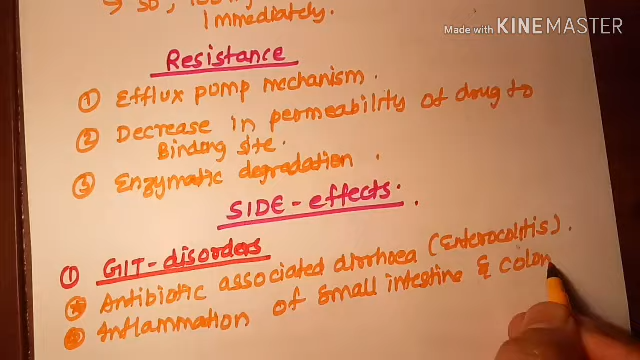 → So,
Immediately.
Made with KINEMASTER
Resistance
① Efflux pump mechanism.
② Decrease in permeability of drug to
Binding site.
③ Enzymatic degradation.
SIDE-effects.
① GIT-disorders
Antibiotic associated diarrhoea (Enterocolitis).
Inflammation of small intestine & colon